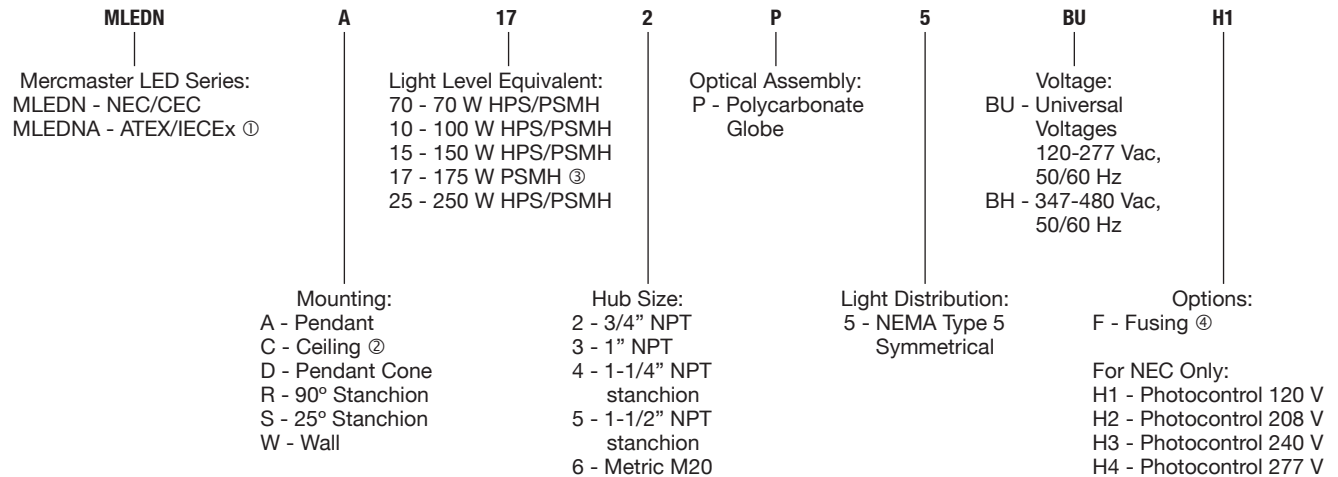 MLEDN A 17 2 P 5 BU H1
Mercmaster LED Series:
MLEDN - NEC/CEC
MLEDNA - ATEX/IECEx ①
Light Level Equivalent:
70 - 70 W HPS/PSMH
10 - 100 W HPS/PSMH
15 - 150 W HPS/PSMH
17 - 175 W PSMH ③
25 - 250 W HPS/PSMH
Optical Assembly:
P - Polycarbonate
Globe
Voltage:
BU - Universal
Voltages
120-277 Vac,
50/60 Hz
BH - 347-480 Vac,
50/60 Hz
Mounting:
A - Pendant
C - Ceiling ②
D - Pendant Cone
R - 90º Stanchion
S - 25º Stanchion
W - Wall
Hub Size:
2 - 3/4” NPT
3 - 1” NPT
4 - 1-1/4” NPT
stanchion
5 - 1-1/2” NPT
stanchion
6 - Metric M20
Light Distribution:
5 - NEMA Type 5
Symmetrical
Options:
F - Fusing ④
For NEC Only:
H1 - Photocontrol 120 V
H2 - Photocontrol 208 V
H3 - Photocontrol 240 V
H4 - Photocontrol 277 V